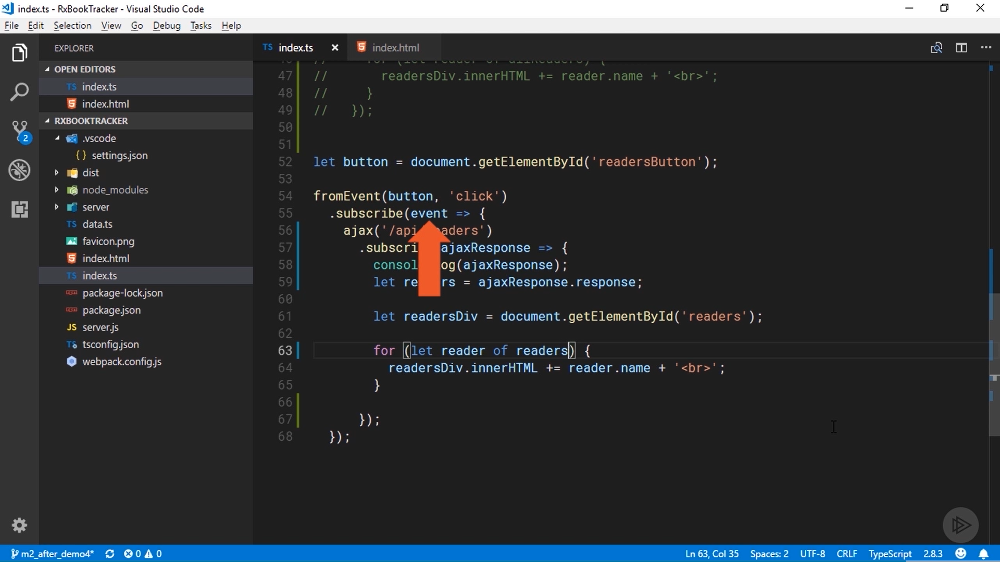 index.ts - RxBookTracker - Visual Studio Code
File Edit Selection View Go Debug Tasks Help
EXPLORER
OPEN EDITORS
TS index.ts
index.html
RXBOOKTRACKER
.vscode
{ } settings.json
dist
node_modules
server
TS data.ts
favicon.png
index.html
TS index.ts
package-lock.json
package.json
JS server.js
TS tsconfig.json
webpack.config.js
2
TS index.ts
index.html
47 // readersDiv.innerHTML += reader.name + '<br>';
48 // }
49 // });
50
51
52 let button = document.getElementById('readersButton');
53
54 fromEvent(button, 'click')
55 .subscribe(event => {
56 ajax('/api aders')
57 .subscri ajaxResponse => {
58 consol og(ajaxResponse);
59 let re rs = ajaxResponse.response;
60
61 let readersDiv = document.getElementById('readers');
62
63 for (let reader of readers) {
64 readersDiv.innerHTML += reader.name + '<br>';
65 }
66
67 });
68 });
m2_after_demo4* 0 0 Ln 63, Col 35 Spaces: 2 UTF-8 CRLF TypeScript 2.8.3